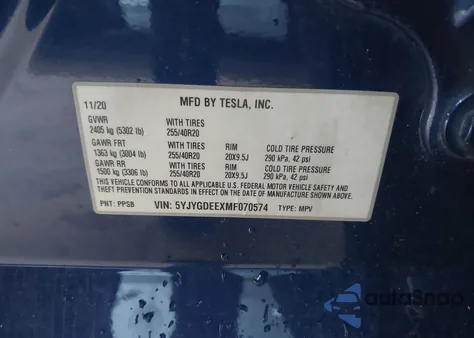 11/20 MFD BY TESLA, INC.
GVWR WITH TIRES
2405 kg (5302 lb) 255/40R20
GAWR FRT WITH TIRES RIM COLD TIRE PRESSURE
1363 kg (3004 lb) 255/40R20 20X9.5J 290 kPa, 42 psi
GAWR RR WITH TIRES RIM COLD TIRE PRESSURE
1500 kg (3306 lb) 255/40R20 20X9.5J 290 kPa, 42 psi
THIS VEHICLE CONFORMS TO ALL APPLICABLE U.S. FEDERAL MOTOR VEHICLE SAFETY
AND THEFT PREVENTION STANDARDS IN EFFECT ON THE DATE OF MANUFACTURE SHOWN ABOVE.
PNT: PPSB VIN: 5YJYGDEEXMF070574 TYPE: MPV
autoSnap